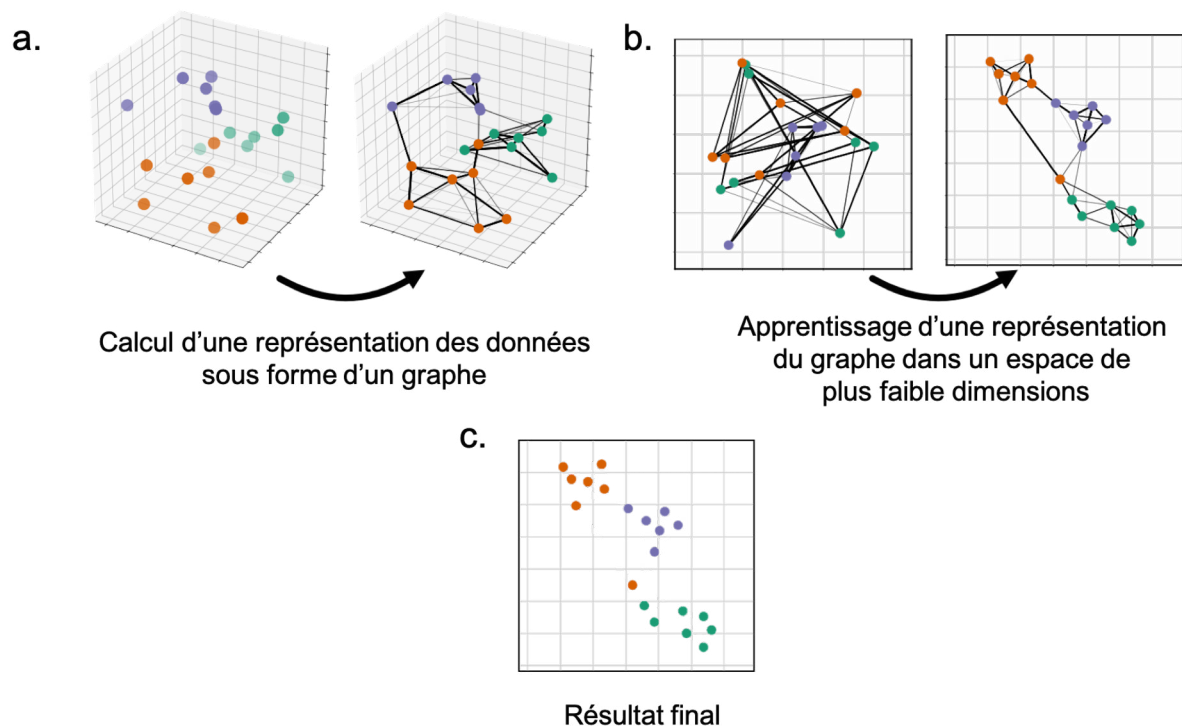 a.
b.
Calcul d'une représentation des données
sous forme d'un graphe
Apprentissage d'une représentation
du graphe dans un espace de
plus faible dimensions
c.
Résultat final